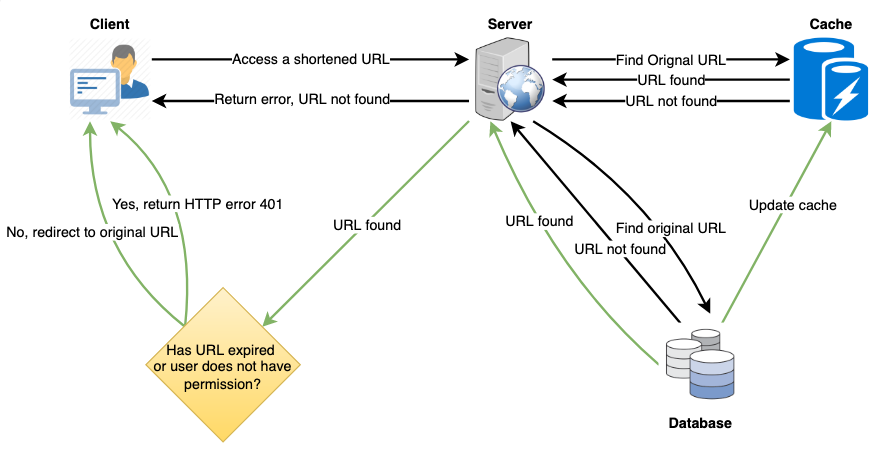 Client
Server
Cache
Access a shortened URL
Find Orignal URL
URL found
Return error, URL not found
URL not found
Yes, return HTTP error 401
No, redirect to original URL
URL found
URL found
Find original URL
URL not found
Update cache
Has URL expired
or user does not have
permission?
Database